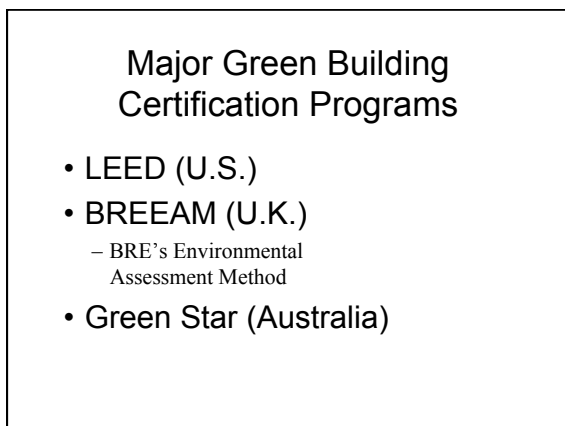 Major Green Building
Certification Programs
• LEED (U.S.)
• BREEAM (U.K.)
– BRE's Environmental
Assessment Method
• Green Star (Australia)